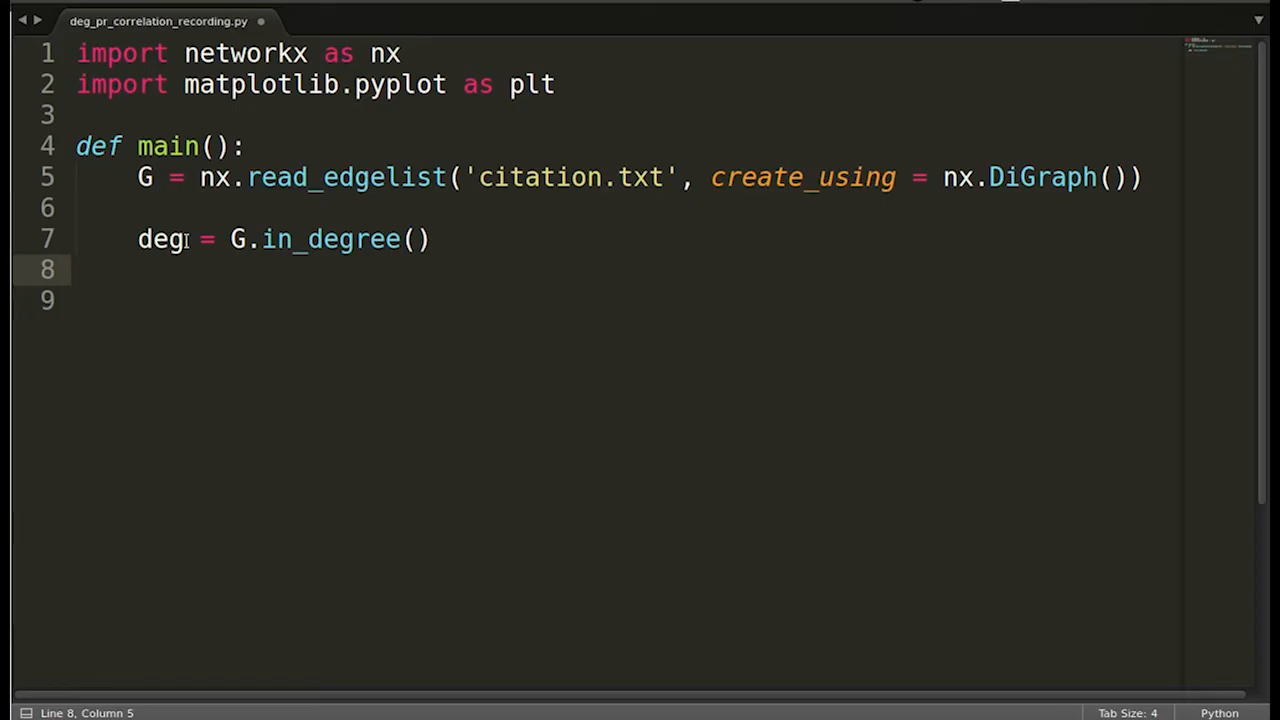 deg_pr_correlation_recording.py
1 import networkx as nx
2 import matplotlib.pyplot as plt
3
4 def main():
5 G = nx.read_edgelist('citation.txt', create_using = nx.DiGraph())
6
7 deg = G.in_degree()
8
9
Line 8, Column 5
Tab Size: 4
Python